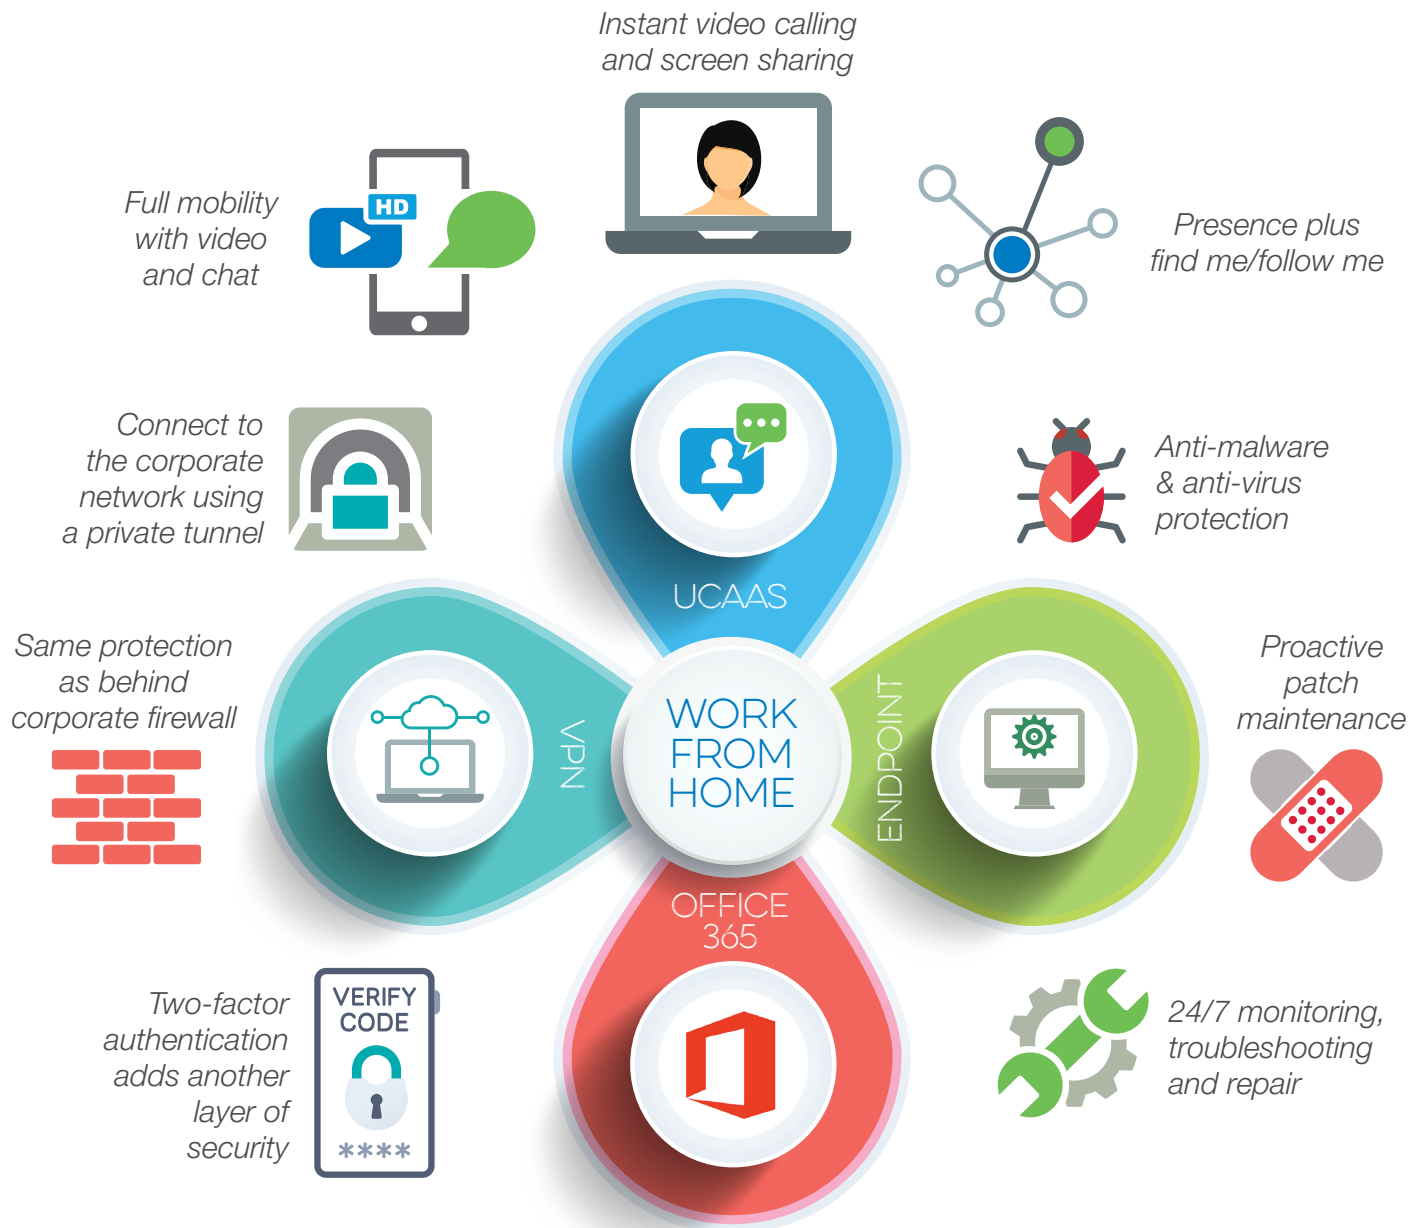 Instant video calling
and screen sharing
Full mobility
with video
and chat
HD
Presence plus
find me/follow me
Connect to
the corporate
network using
a private tunnel
Anti-malware
& anti-virus
protection
UCAAS
Same protection
as behind
corporate firewall
VPN
WORK
FROM
HOME
ENDPOINT
Proactive
patch
maintenance
OFFICE
365
Two-factor
authentication
adds another
layer of
security
VERIFY
CODE
****
24/7 monitoring,
troubleshooting
and repair